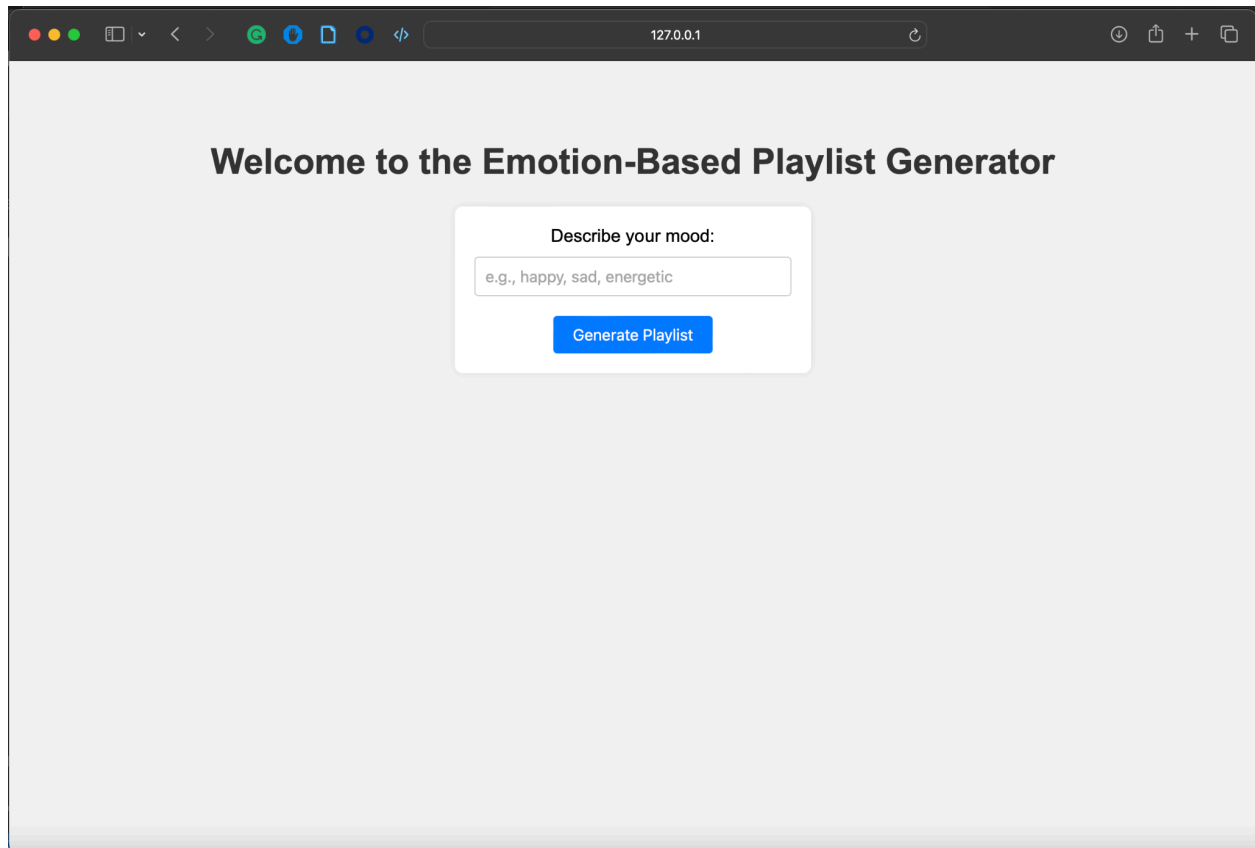 127.0.0.1
Welcome to the Emotion-Based Playlist Generator
Describe your mood:
e.g., happy, sad, energetic
Generate Playlist